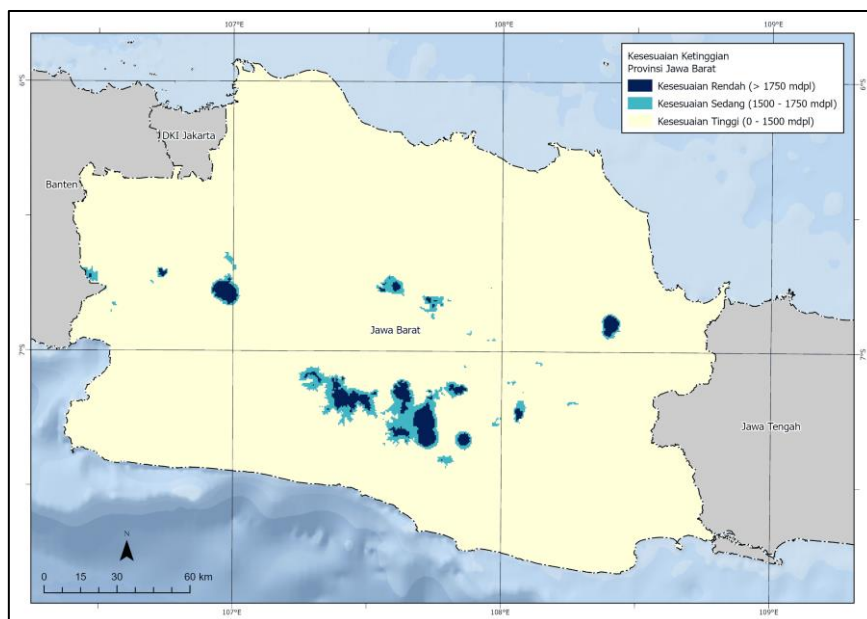 107°E
108°E
109°E
6°S
6°S
Kesesuaian Ketinggian
Provinsi Jawa Barat
Kesesuaian Rendah (> 1750 mdpl)
Kesesuaian Sedang (1500 - 1750 mdpl)
Kesesuaian Tinggi (0 - 1500 mdpl)
DKI Jakarta
Banten
Jawa Barat
7°S
7°S
Jawa Tengah
N
0 15 30 60 km
107°E
108°E
109°E